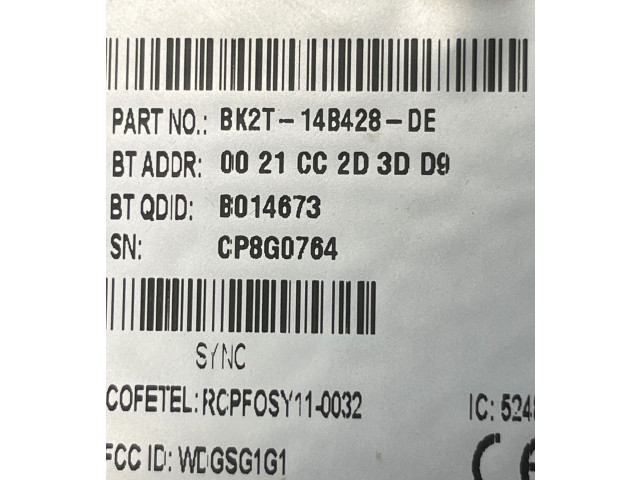 PART NO.: BK2T-14B428-DE
BT ADDR: 00 21 CC 2D 3D D9
BT QDID: B014673
SN: CP8G0764
SYNC
COFETEL: RCPFOSY11-0032 IC: 524
FCC ID: WDGSG1G1 CE